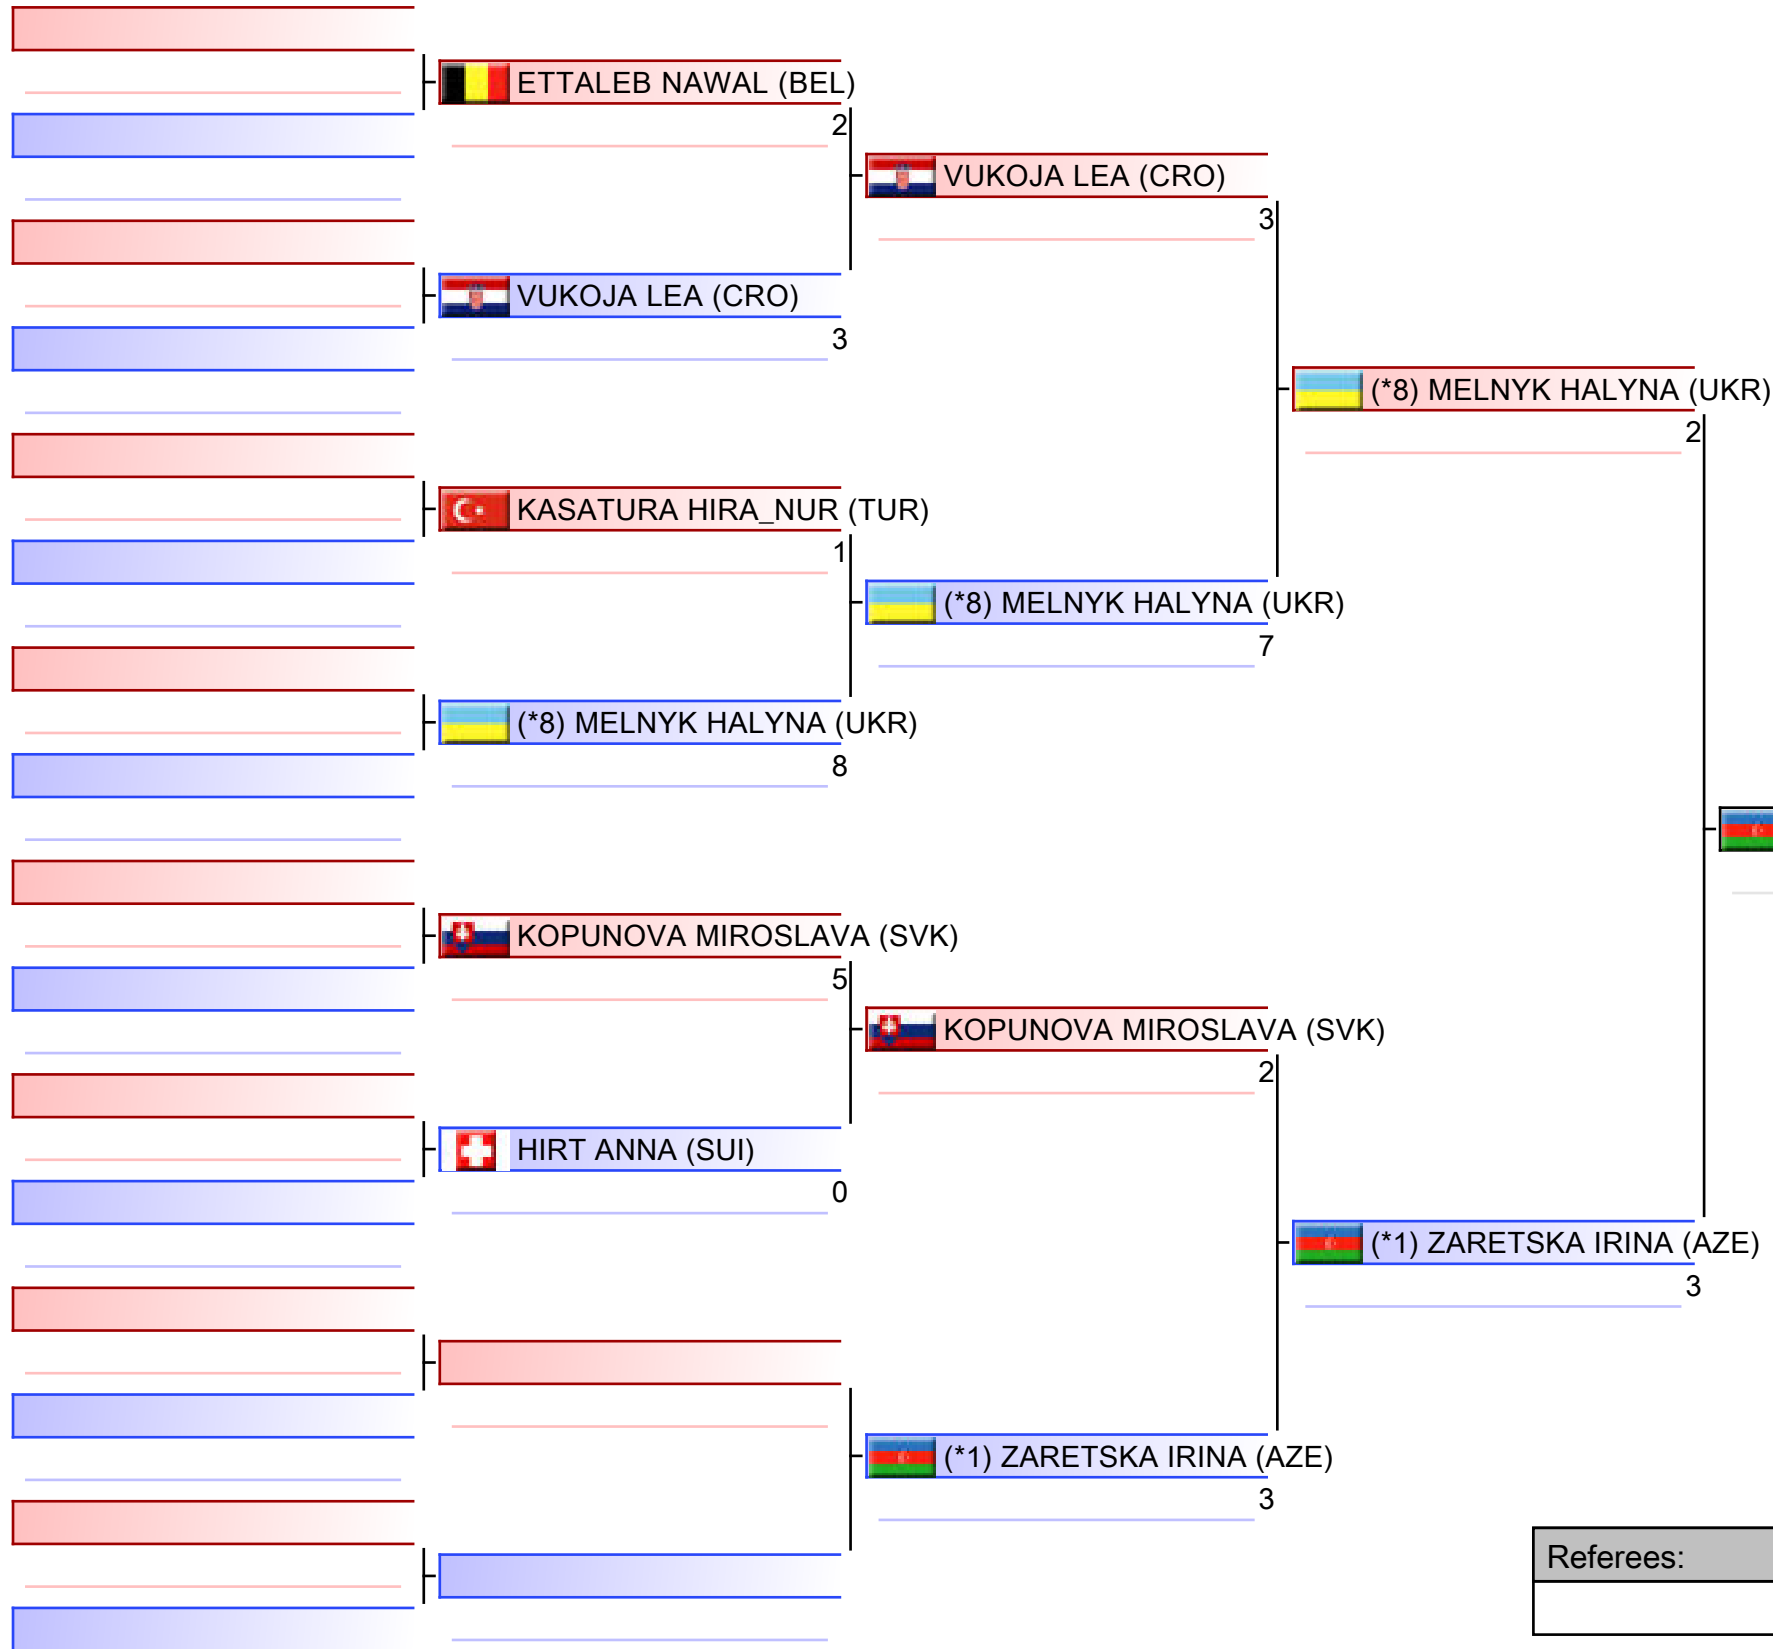 ETTALEB NAWAL (BEL)
2
VUKOJA LEA (CRO)
3
VUKOJA LEA (CRO)
3
(*8) MELNYK HALYNA (UKR)
2
KASATURA HIRA_NUR (TUR)
1
(*8) MELNYK HALYNA (UKR)
7
(*8) MELNYK HALYNA (UKR)
8
KOPUNOVA MIROSLAVA (SVK)
5
KOPUNOVA MIROSLAVA (SVK)
2
HIRT ANNA (SUI)
0
(*1) ZARETSKA IRINA (AZE)
3
(*1) ZARETSKA IRINA (AZE)
3
Referees: